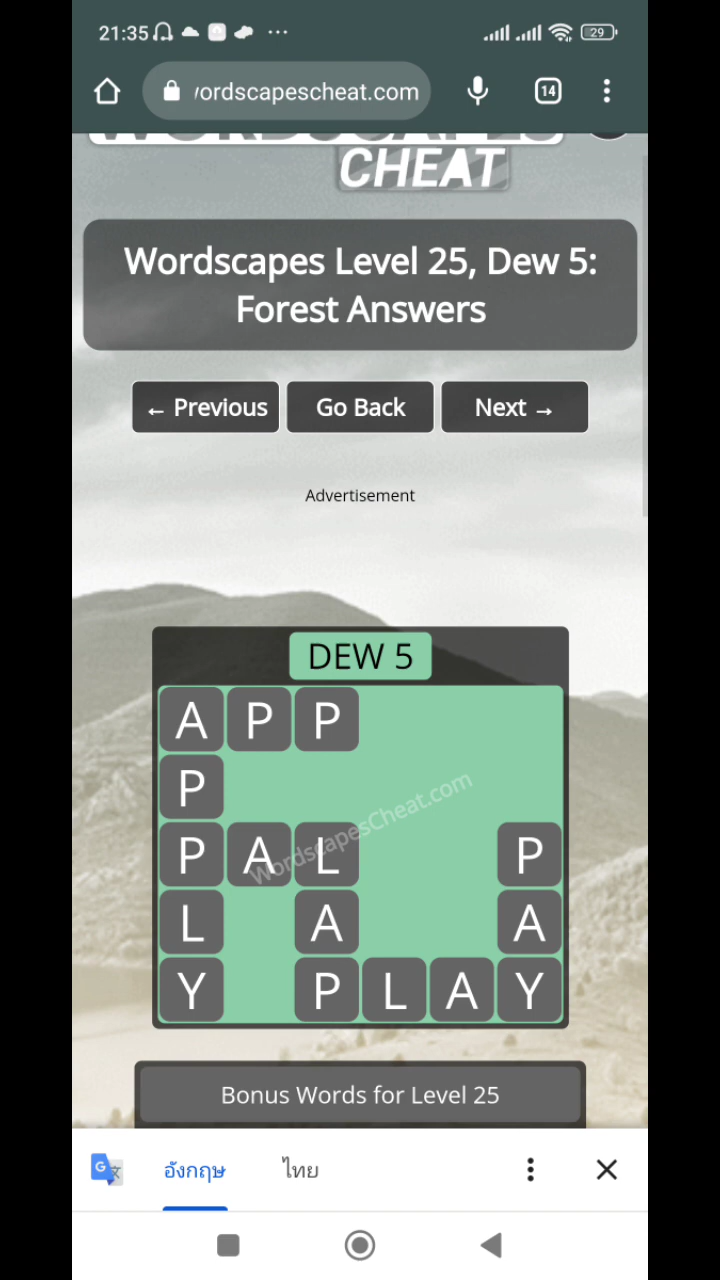 21:35
29
vordscapescheat.com
14
CHEAT
Wordscapes Level 25, Dew 5:
Forest Answers
← Previous
Go Back
Next →
Advertisement
DEW 5
A P P
P
P A L P
L A A
Y P L A Y
WordscapesCheat.com
Bonus Words for Level 25
G อังกฤษ ไทย